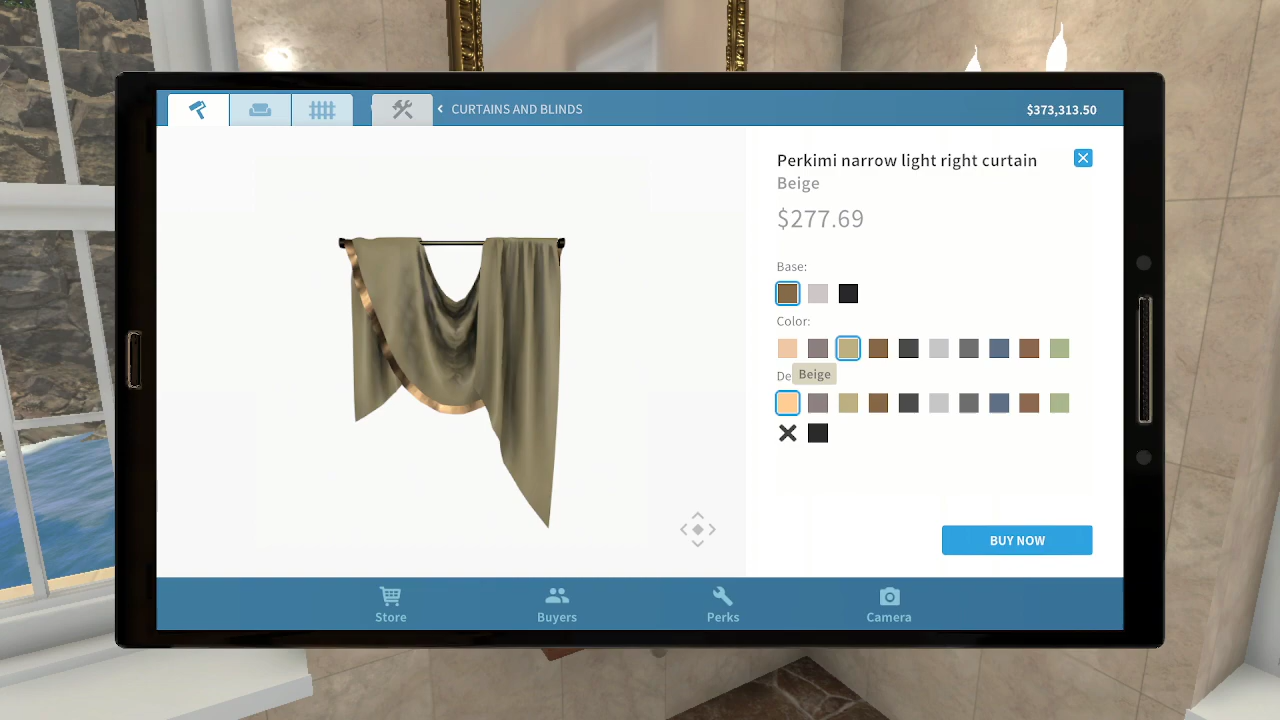 CURTAINS AND BLINDS
$373,313.50
Perkimi narrow light right curtain
Beige
$277.69
Base:
Color:
De
Beige
BUY NOW
Store
Buyers
Perks
Camera